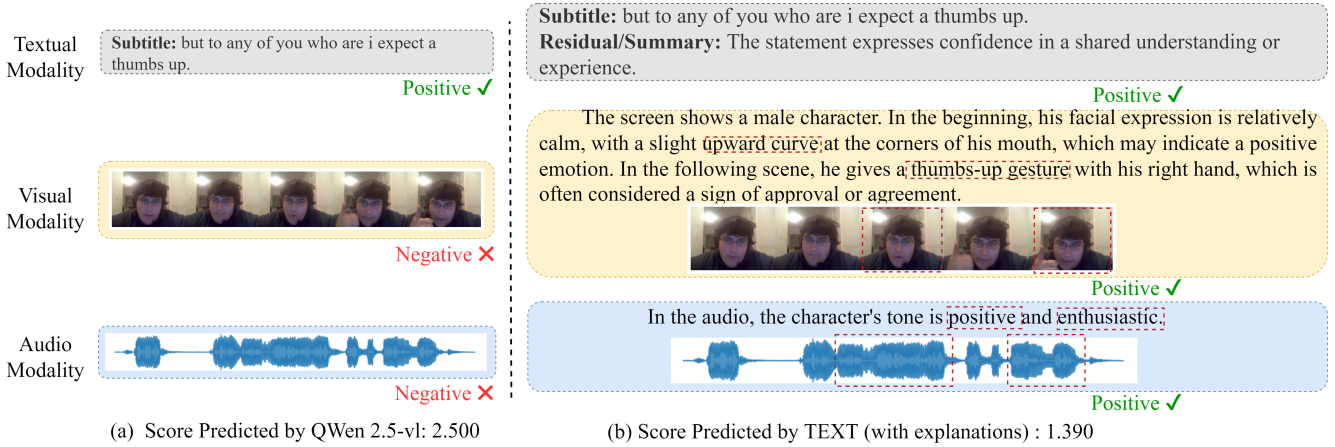 Textual
Modality
Subtitle: but to any of you who are i expect a
thumbs up.
Positive ✓
Visual
Modality
Negative ✗
Audio
Modality
Negative ✗
(a) Score Predicted by QWen 2.5-vl: 2.500
Subtitle: but to any of you who are i expect a thumbs up.
Residual/Summary: The statement expresses confidence in a shared understanding or
experience.
Positive ✓
The screen shows a male character. In the beginning, his facial expression is relatively
calm, with a slight upward curve at the corners of his mouth, which may indicate a positive
emotion. In the following scene, he gives a thumbs-up gesture with his right hand, which is
often considered a sign of approval or agreement.
Positive ✓
In the audio, the character's tone is positive and enthusiastic.
Positive ✓
(b) Score Predicted by TEXT (with explanations) : 1.390